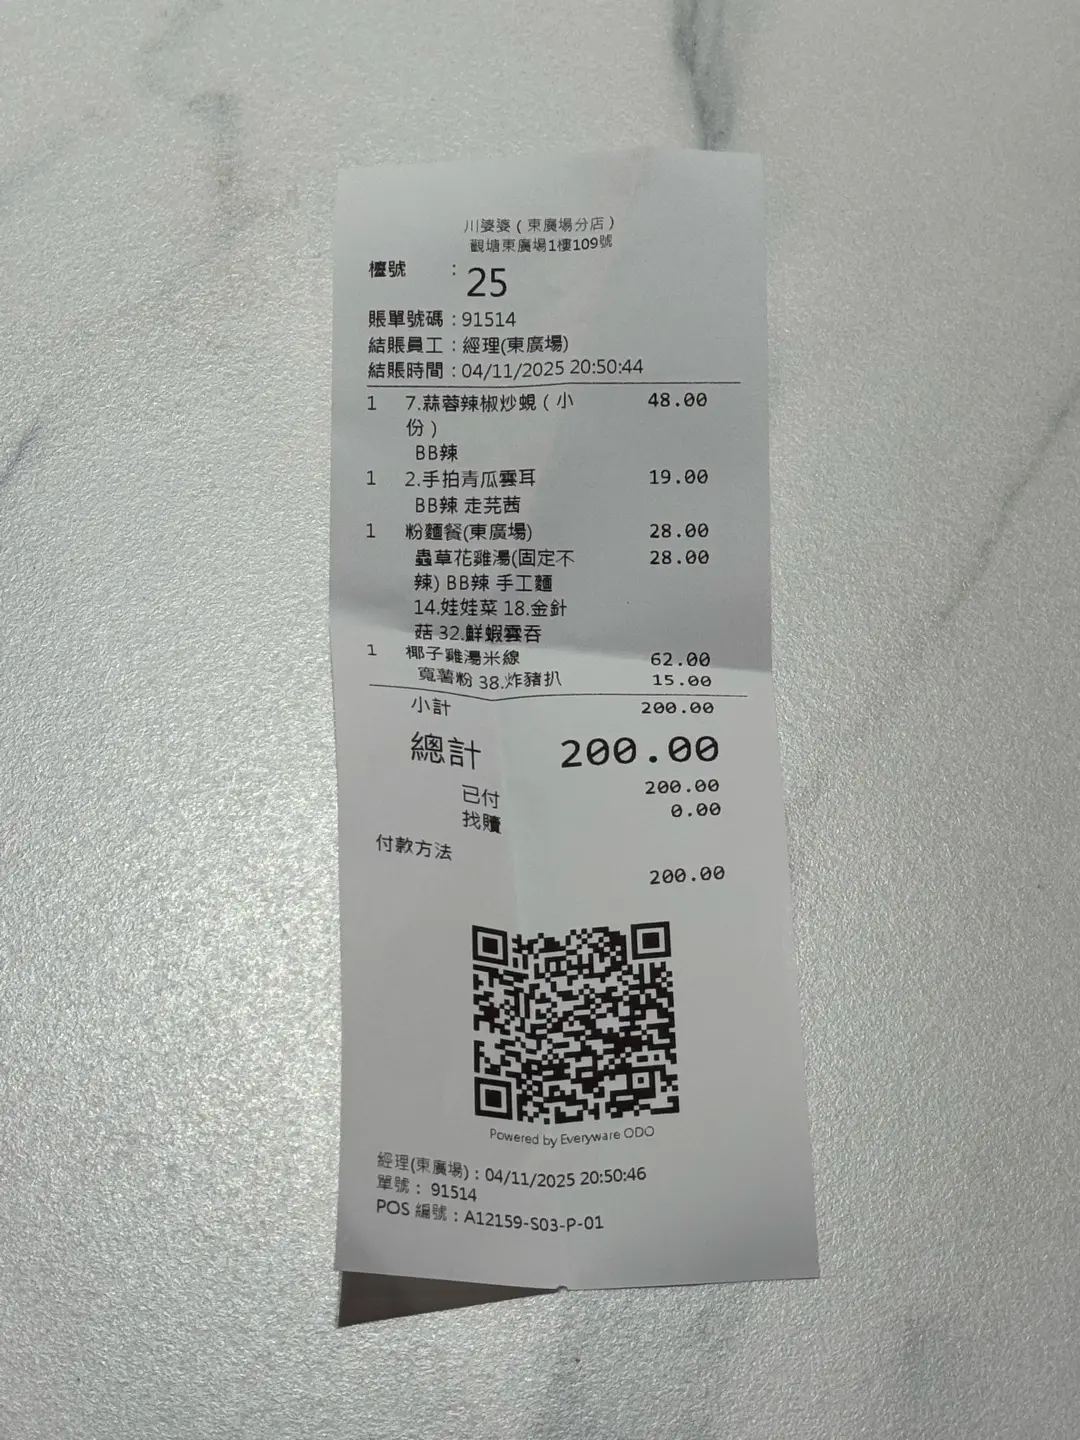 川婆婆（東廣場分店）
觀塘東廣場1樓109號
檯號 : 25
賬單號碼 : 91514
結賬員工 : 經理(東廣場)
結賬時間 : 04/11/2025 20:50:44
1 7.蒜蓉辣椒炒蜆（小 48.00
份）
BB辣
1 2.手拍青瓜雲耳 19.00
BB辣 走芫茜
1 粉麵餐(東廣場) 28.00
蟲草花雞湯(固定不 28.00
辣) BB辣 手工麵
14.娃娃菜 18.金針
菇 32.鮮蝦雲吞
1 椰子雞湯米線 62.00
寬薯粉 38.炸豬扒 15.00
小計 200.00
總計 200.00
已付 200.00
找贖 0.00
付款方法
200.00
Powered by Everyware ODO
經理(東廣場) : 04/11/2025 20:50:46
單號 : 91514
POS 編號 : A12159-S03-P-01